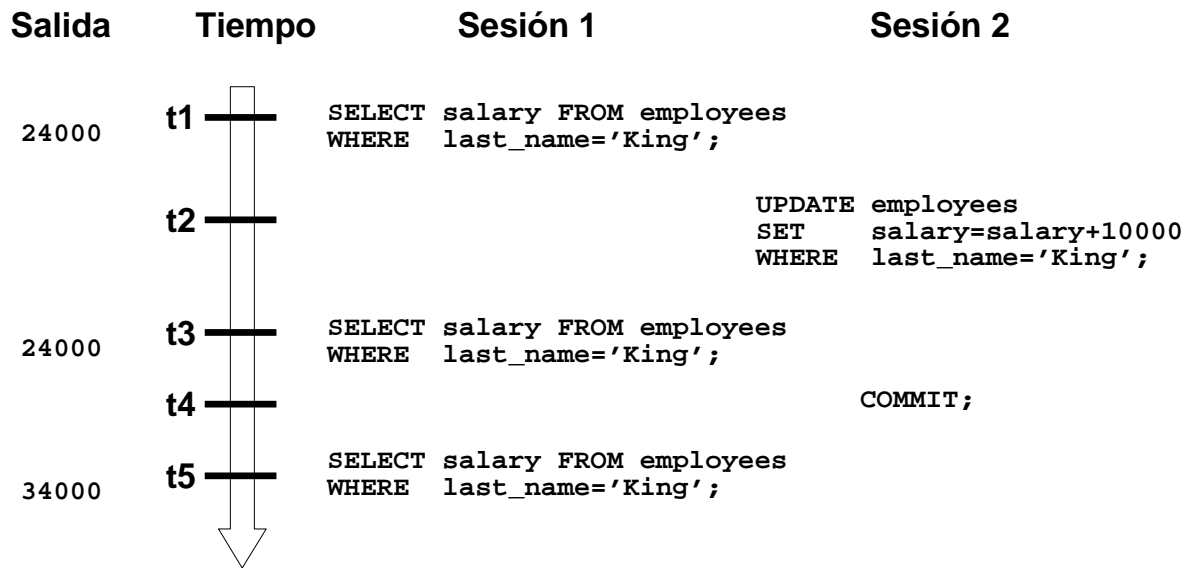 Salida Tiempo Sesión 1 Sesión 2
t1
24000
SELECT salary FROM employees
WHERE last_name=’King’;
t2
UPDATE employees
SET salary=salary+10000
WHERE last_name=’King’;
t3
24000
SELECT salary FROM employees
WHERE last_name=’King’;
t4
COMMIT;
t5
34000
SELECT salary FROM employees
WHERE last_name=’King’;